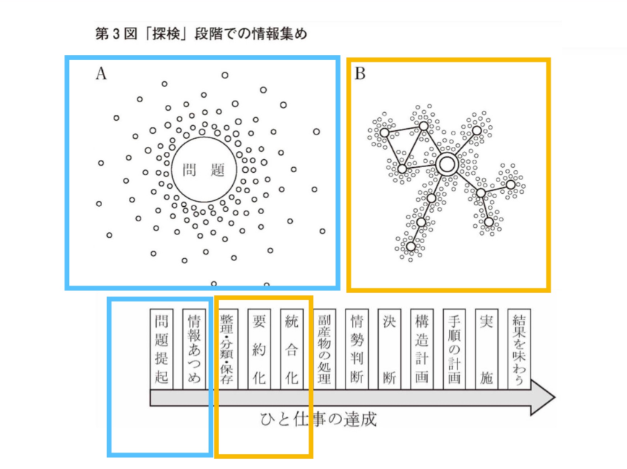 第3図「探検」段階での情報集め
A
B
問題
問題提起
情報あつめ
整理・分類・保存
要約化
統合化
副産物の処理
情勢判断
決断
構造計画
手順の計画
実施
結果を味わう
ひと仕事の達成